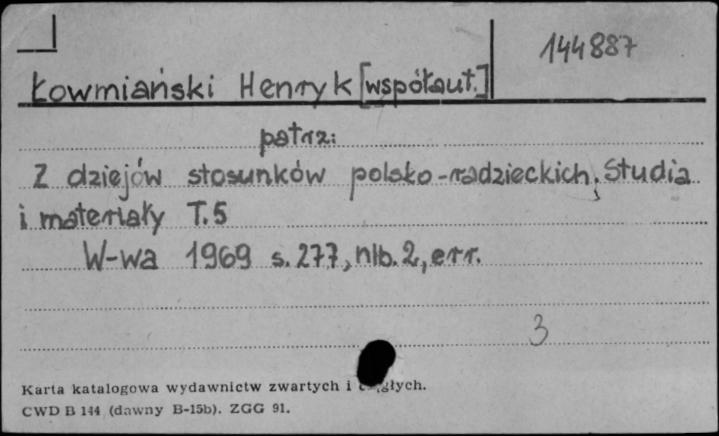 144887
Łowmiański Henryk [współaut.]
patrz:
Z dziejów stosunków polsko-radzieckich; Studia
i materiały T.5
W-wa 1969 s.277, nlb.2, err.
3
Karta katalogowa wydawnictw zwartych i ciągłych.
CWD B 144 (dawny B-15b). ZGG 91.